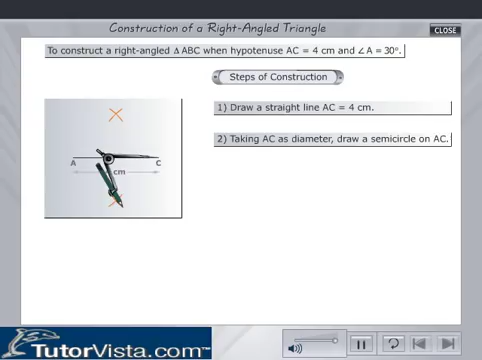 Construction of a Right-Angled Triangle
CLOSE
To construct a right-angled Δ ABC when hypotenuse AC = 4 cm and ∠A = 30°.
Steps of Construction
1) Draw a straight line AC = 4 cm.
2) Taking AC as diameter, draw a semicircle on AC.
A
C
cm
TutorVista.com™